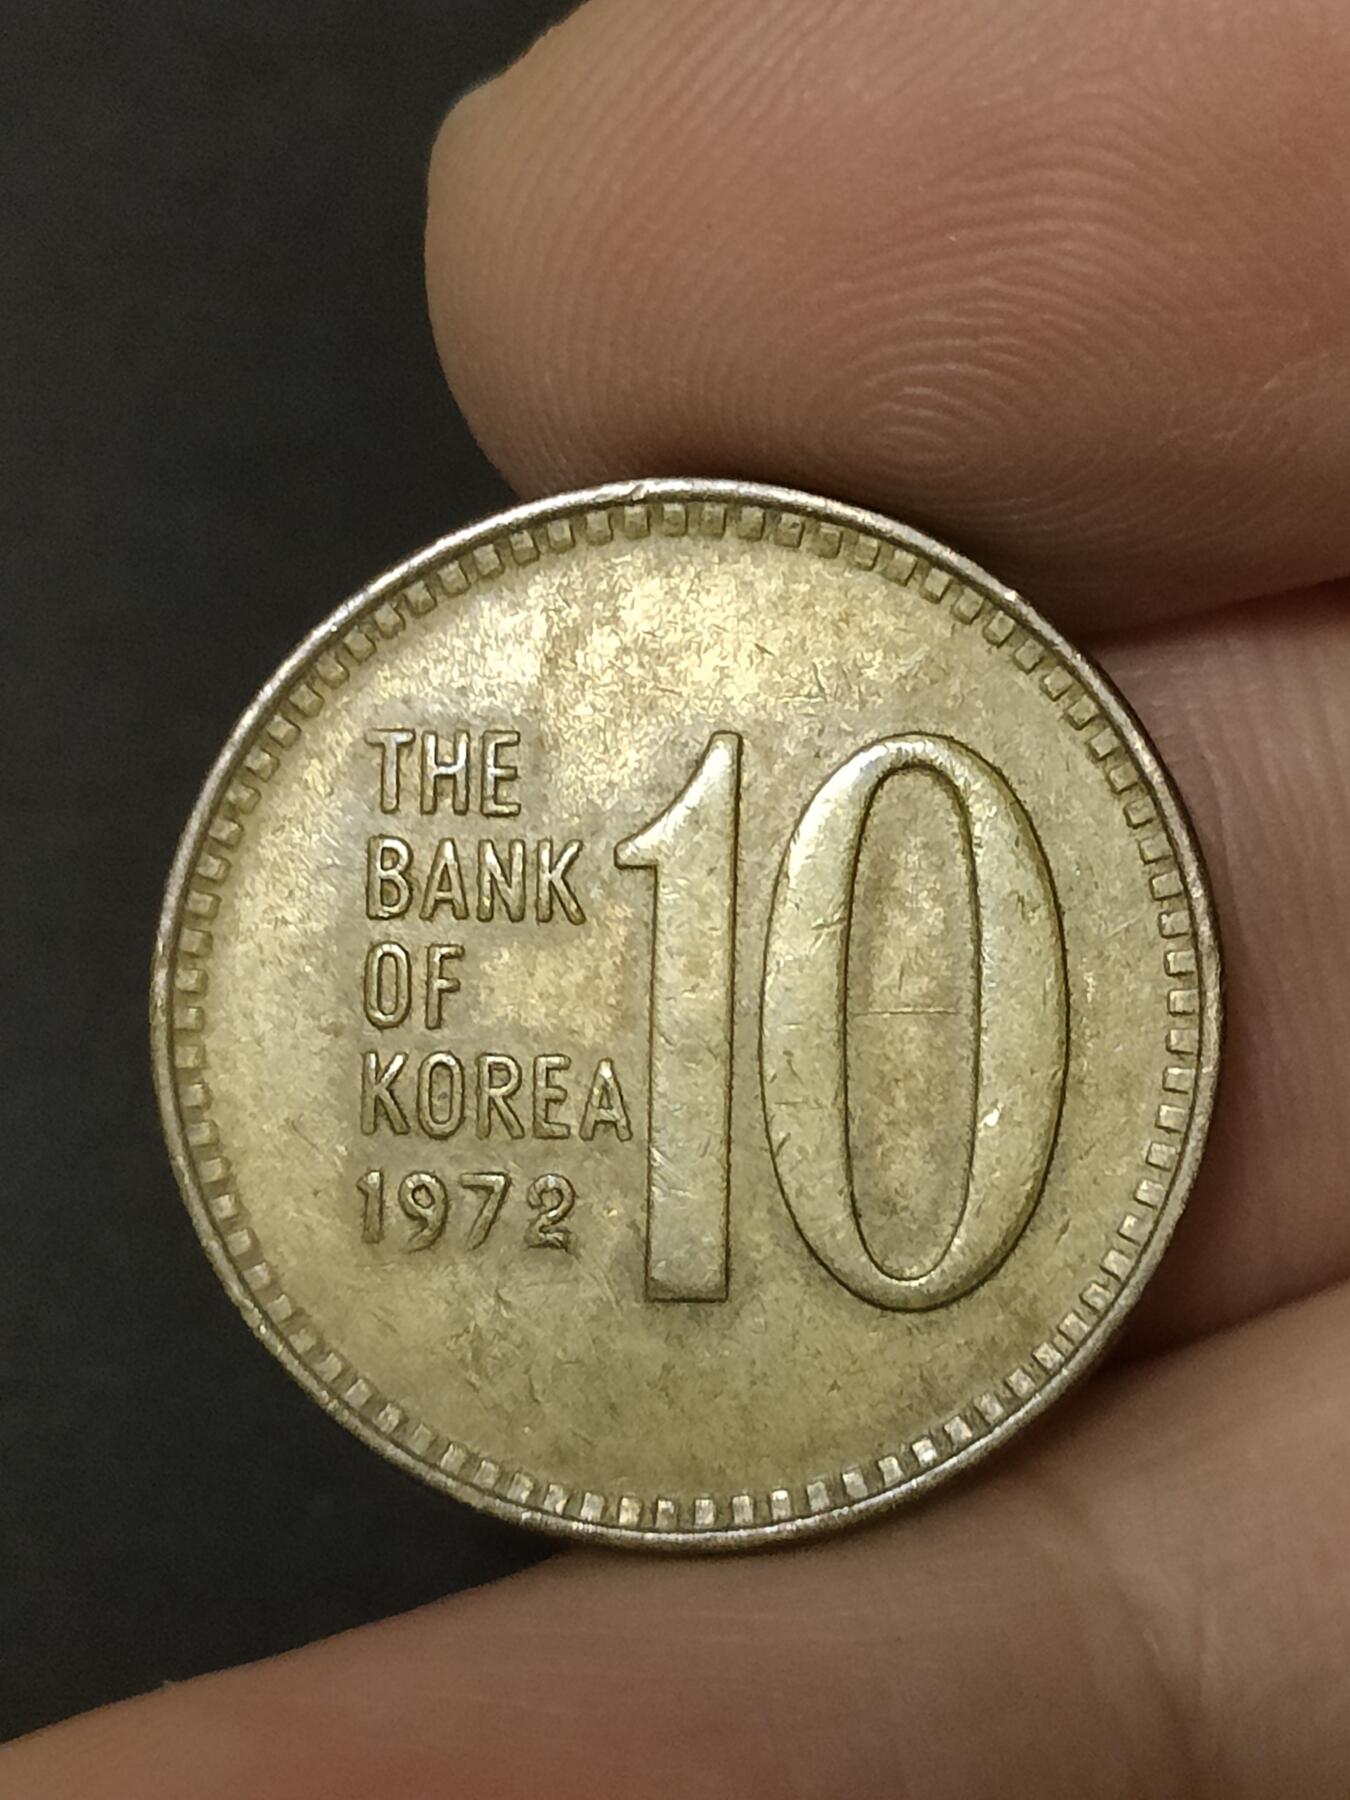 THE
BANK
OF
KOREA
1972
10